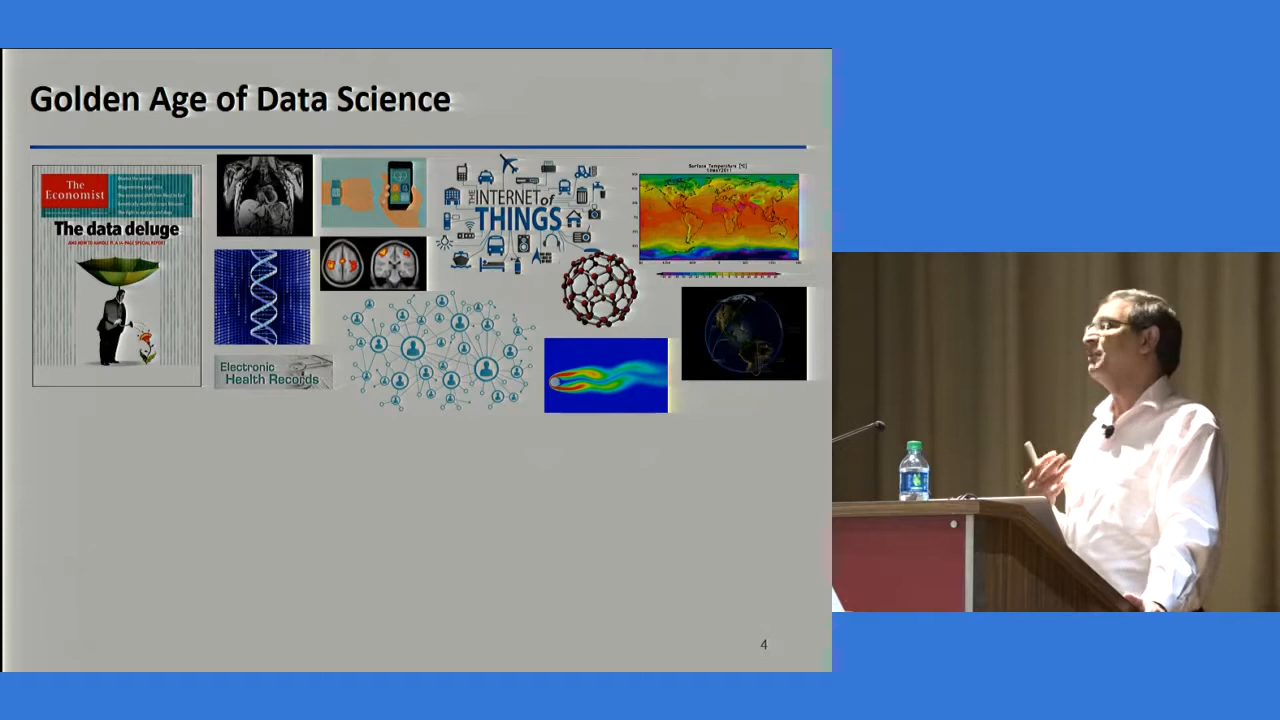 Golden Age of Data Science
The
Economist
The data deluge
AND HOW TO HANDLE IT: A 14-PAGE SPECIAL REPORT
THE
INTERNET of
THINGS
Surface Temperature [°C]
Electronic
Health Records
4